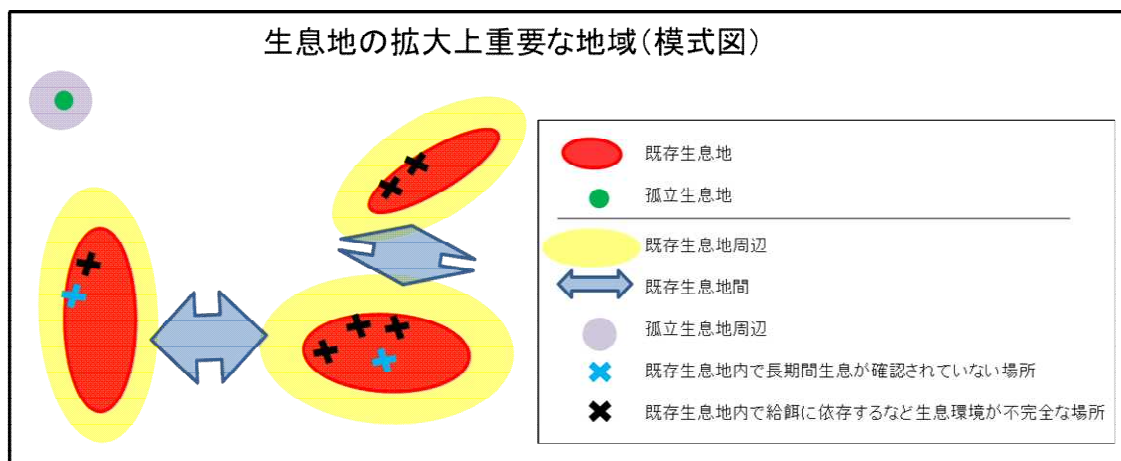 生息地の拡大上重要な地域(模式図)
既存生息地
孤立生息地
既存生息地周辺
既存生息地間
孤立生息地周辺
既存生息地内で長期間生息が確認されていない場所
既存生息地内で給餌に依存するなど生息環境が不完全な場所